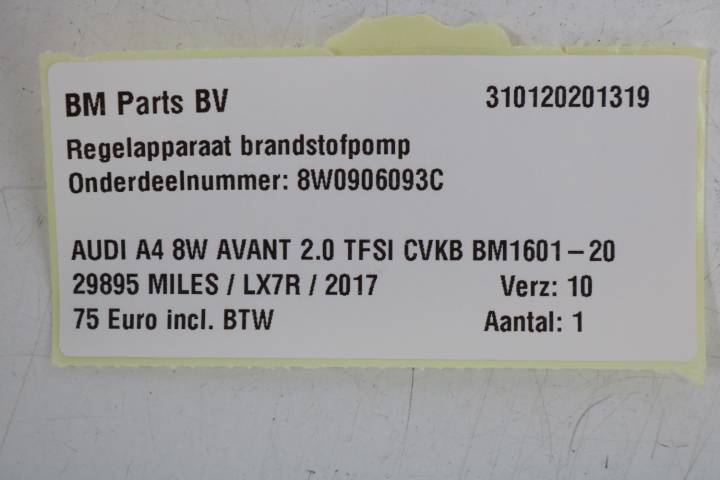 BM Parts BV 310120201319
Regelapparaat brandstofpomp
Onderdeelnummer: 8W0906093C
AUDI A4 8W AVANT 2.0 TFSI CVKB BM1601-20
29895 MILES / LX7R / 2017 Verz: 10
75 Euro incl. BTW Aantal: 1